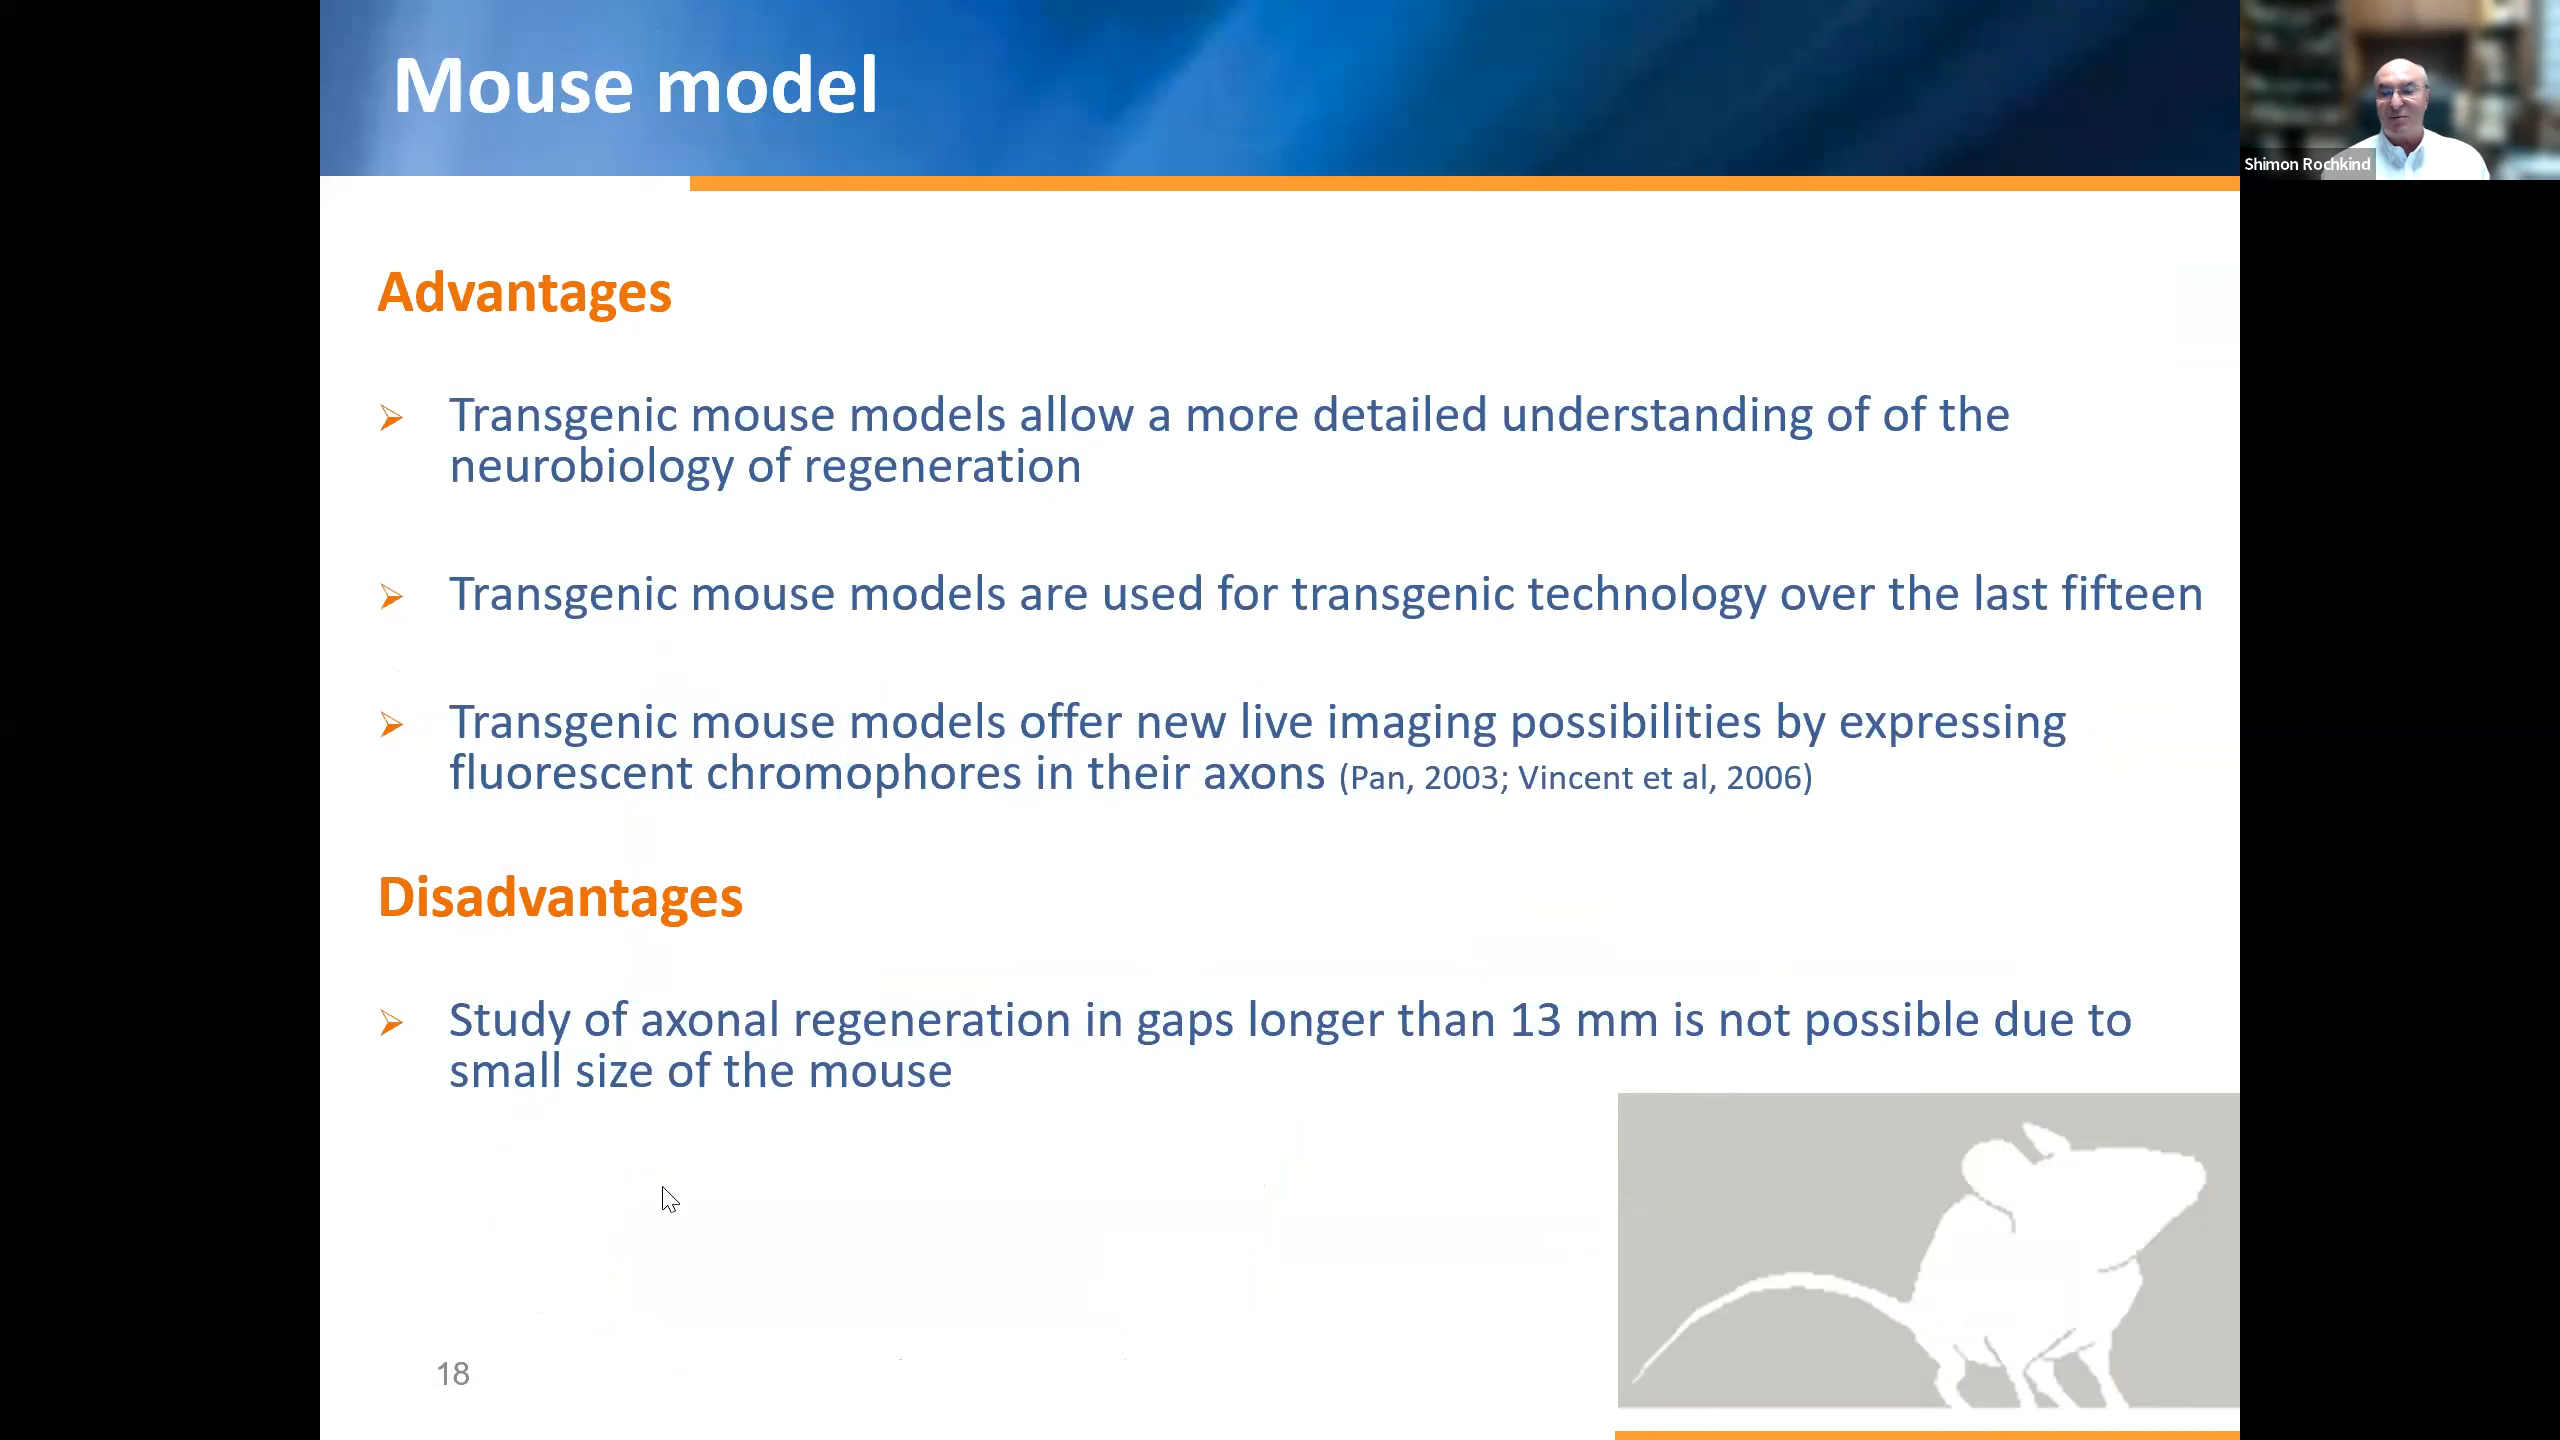 Mouse model
Shimon Rochkind
Advantages
➢ Transgenic mouse models allow a more detailed understanding of of the
neurobiology of regeneration
➢ Transgenic mouse models are used for transgenic technology over the last fifteen
➢ Transgenic mouse models offer new live imaging possibilities by expressing
fluorescent chromophores in their axons (Pan, 2003; Vincent et al, 2006)
Disadvantages
➢ Study of axonal regeneration in gaps longer than 13 mm is not possible due to
small size of the mouse
18